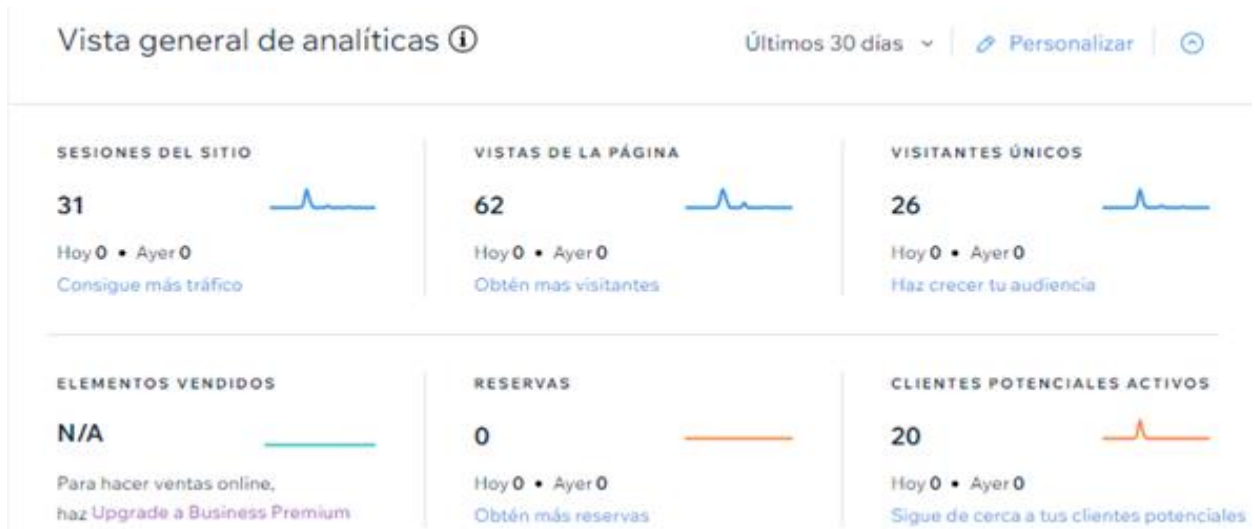 Vista general de analíticas
Últimos 30 días
Personalizar
SESIONES DEL SITIO
31
Hoy 0 • Ayer 0
Consigue más tráfico
VISTAS DE LA PÁGINA
62
Hoy 0 • Ayer 0
Obtén mas visitantes
VISITANTES ÚNICOS
26
Hoy 0 • Ayer 0
Haz crecer tu audiencia
ELEMENTOS VENDIDOS
N/A
Para hacer ventas online,
haz Upgrade a Business Premium
RESERVAS
0
Hoy 0 • Ayer 0
Obtén más reservas
CLIENTES POTENCIALES ACTIVOS
20
Hoy 0 • Ayer 0
Sigue de cerca a tus clientes potenciales